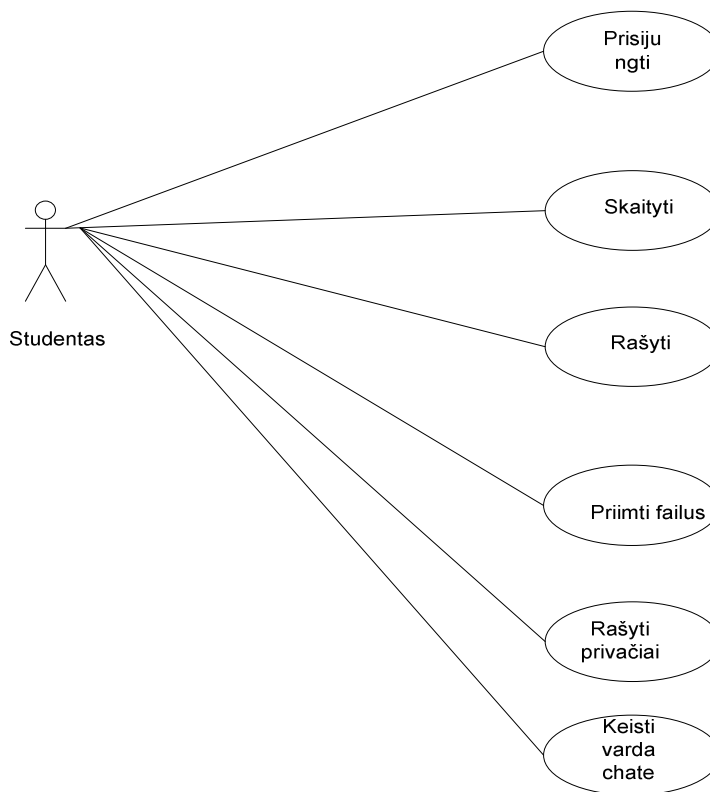 Prisiju
ngti
Skaityti
Studentas
Rašyti
Priimti failus
Rašyti
privačiai
Keisti
varda
chate